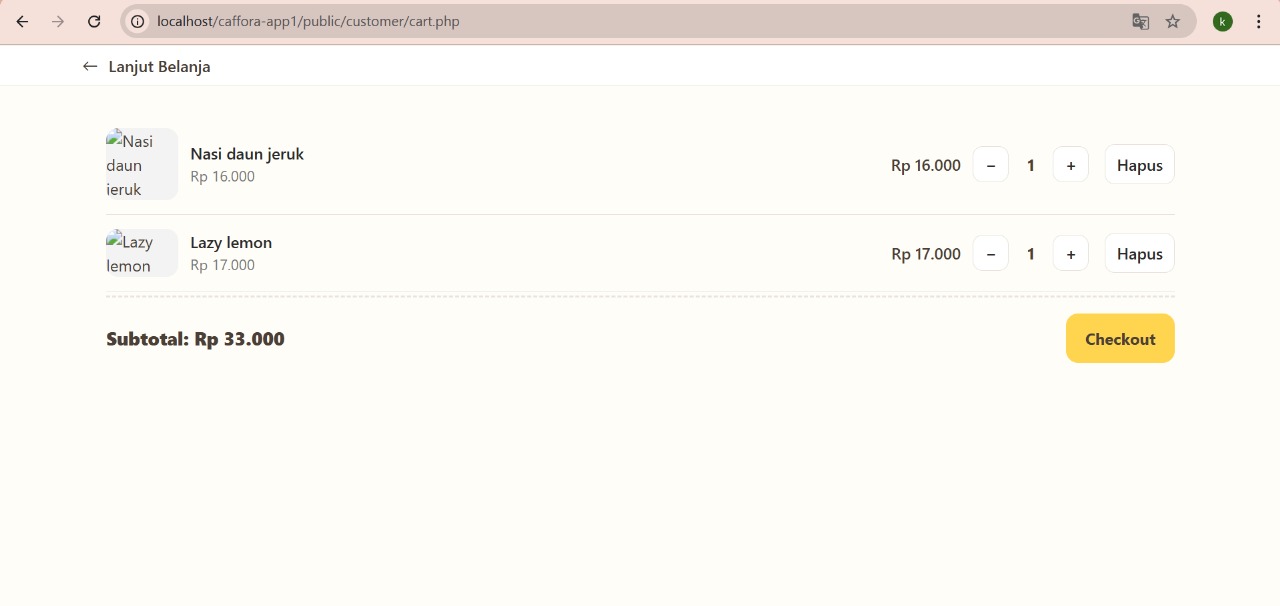 localhost/caffora-app1/public/customer/cart.php
k
← Lanjut Belanja
Nasi
daun
jeruk
Nasi daun jeruk
Rp 16.000
Rp 16.000 − 1 + Hapus
Lazy
lemon
Lazy lemon
Rp 17.000
Rp 17.000 − 1 + Hapus
Subtotal: Rp 33.000
Checkout